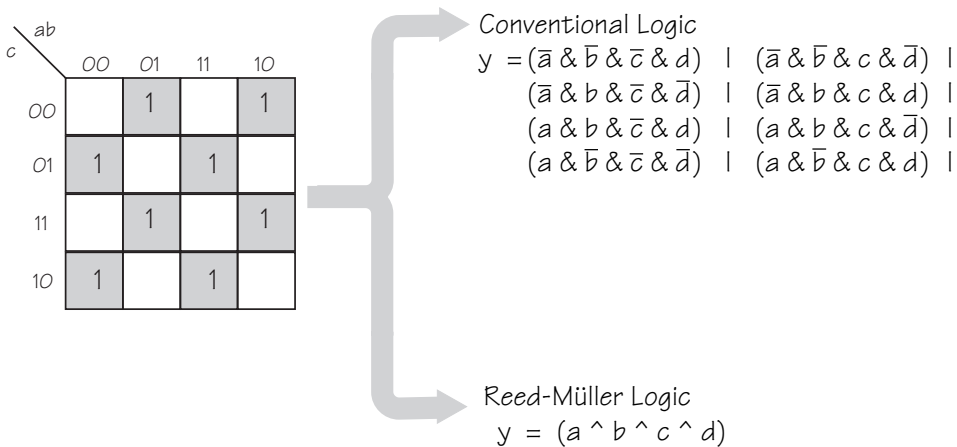 ab
c
00 01 11 10
00 1 1
01 1 1
11 1 1
10 1 1
Conventional Logic
y = (a̅ & b̅ & c̅ & d) | (a̅ & b̅ & c & d̅) |
(a̅ & b & c̅ & d̅) | (a̅ & b & c & d) |
(a & b & c̅ & d) | (a & b & c & d̅) |
(a & b̅ & c̅ & d̅) | (a & b̅ & c & d) |
Reed-Müller Logic
y = (a ^ b ^ c ^ d)